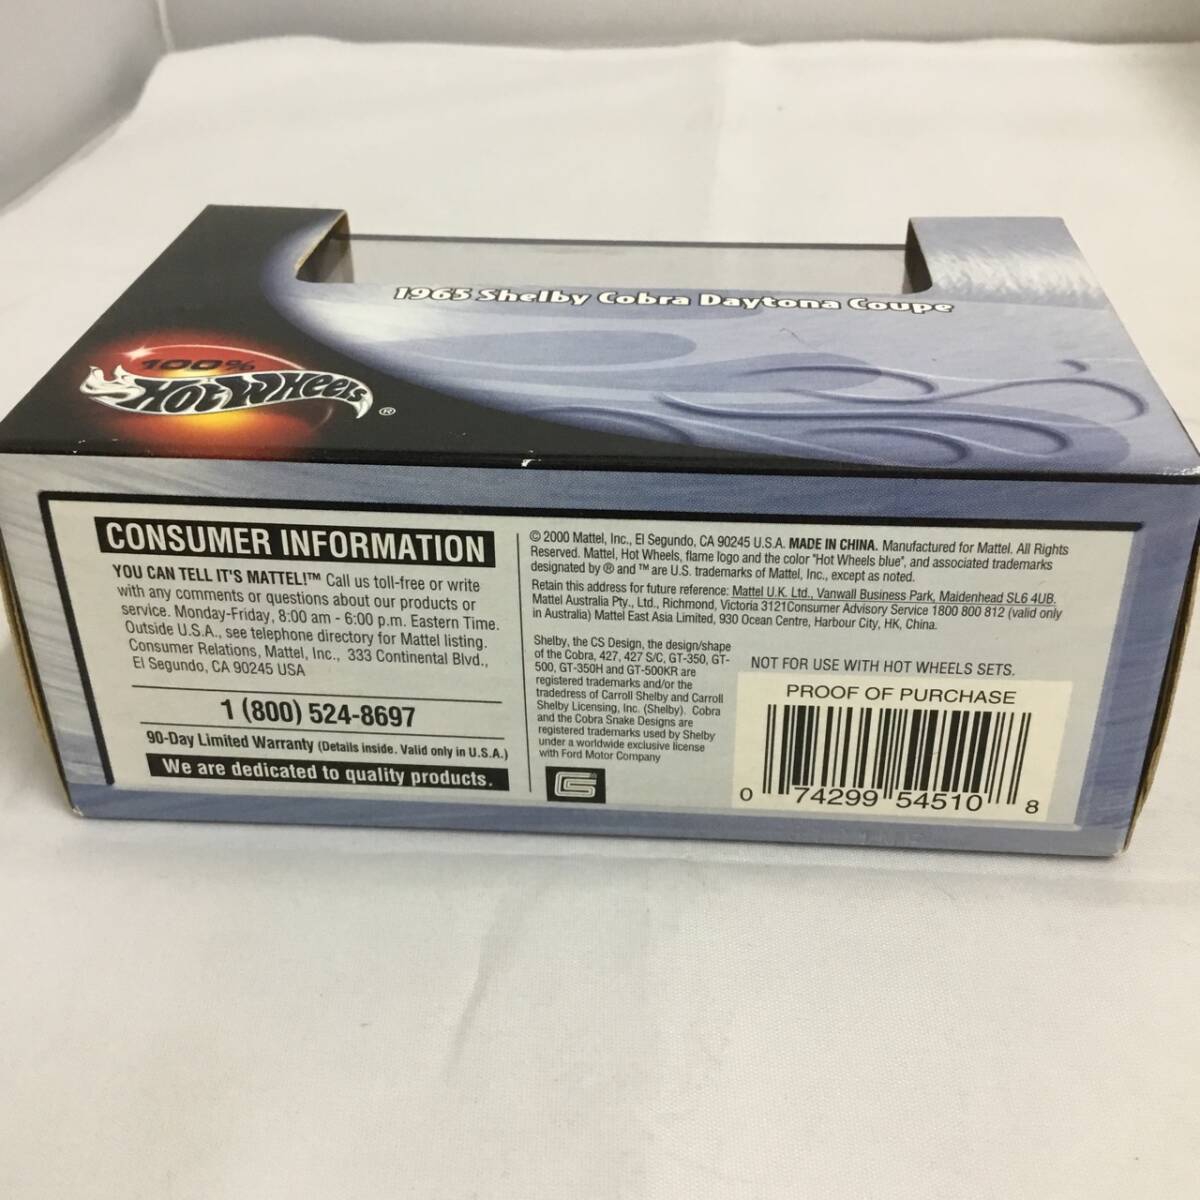 1965 Shelby Cobra Daytona Coupe
100%
HOT WHEELS ®
CONSUMER INFORMATION
YOU CAN TELL IT'S MATTEL!™ Call us toll-free or write
with any comments or questions about our products or
service. Monday-Friday, 8:00 am - 6:00 p.m. Eastern Time.
Outside U.S.A., see telephone directory for Mattel listing.
Consumer Relations, Mattel, Inc., 333 Continental Blvd.,
El Segundo, CA 90245 USA
1 (800) 524-8697
90-Day Limited Warranty (Details inside. Valid only in U.S.A.)
We are dedicated to quality products.
© 2000 Mattel, Inc., El Segundo, CA 90245 U.S.A. MADE IN CHINA. Manufactured for Mattel. All Rights
Reserved. Mattel, Hot Wheels, flame logo and the color "Hot Wheels blue", and associated trademarks
designated by ® and ™ are U.S. trademarks of Mattel, Inc., except as noted.
Retain this address for future reference: Mattel U.K. Ltd., Vanwall Business Park, Maidenhead SL6 4UB.
Mattel Australia Pty., Ltd., Richmond, Victoria 3121Consumer Advisory Service 1800 800 812 (valid only
in Australia) Mattel East Asia Limited, 930 Ocean Centre, Harbour City, HK, China.
Shelby, the CS Design, the design/shape
of the Cobra, 427, 427 S/C, GT-350, GT-
500, GT-350H and GT-500KR are
registered trademarks and/or the
tradedress of Carroll Shelby and Carroll
Shelby Licensing, Inc. (Shelby). Cobra
and the Cobra Snake Designs are
registered trademarks used by Shelby
under a worldwide exclusive license
with Ford Motor Company
CS
NOT FOR USE WITH HOT WHEELS SETS.
PROOF OF PURCHASE
0 74299 54510 8